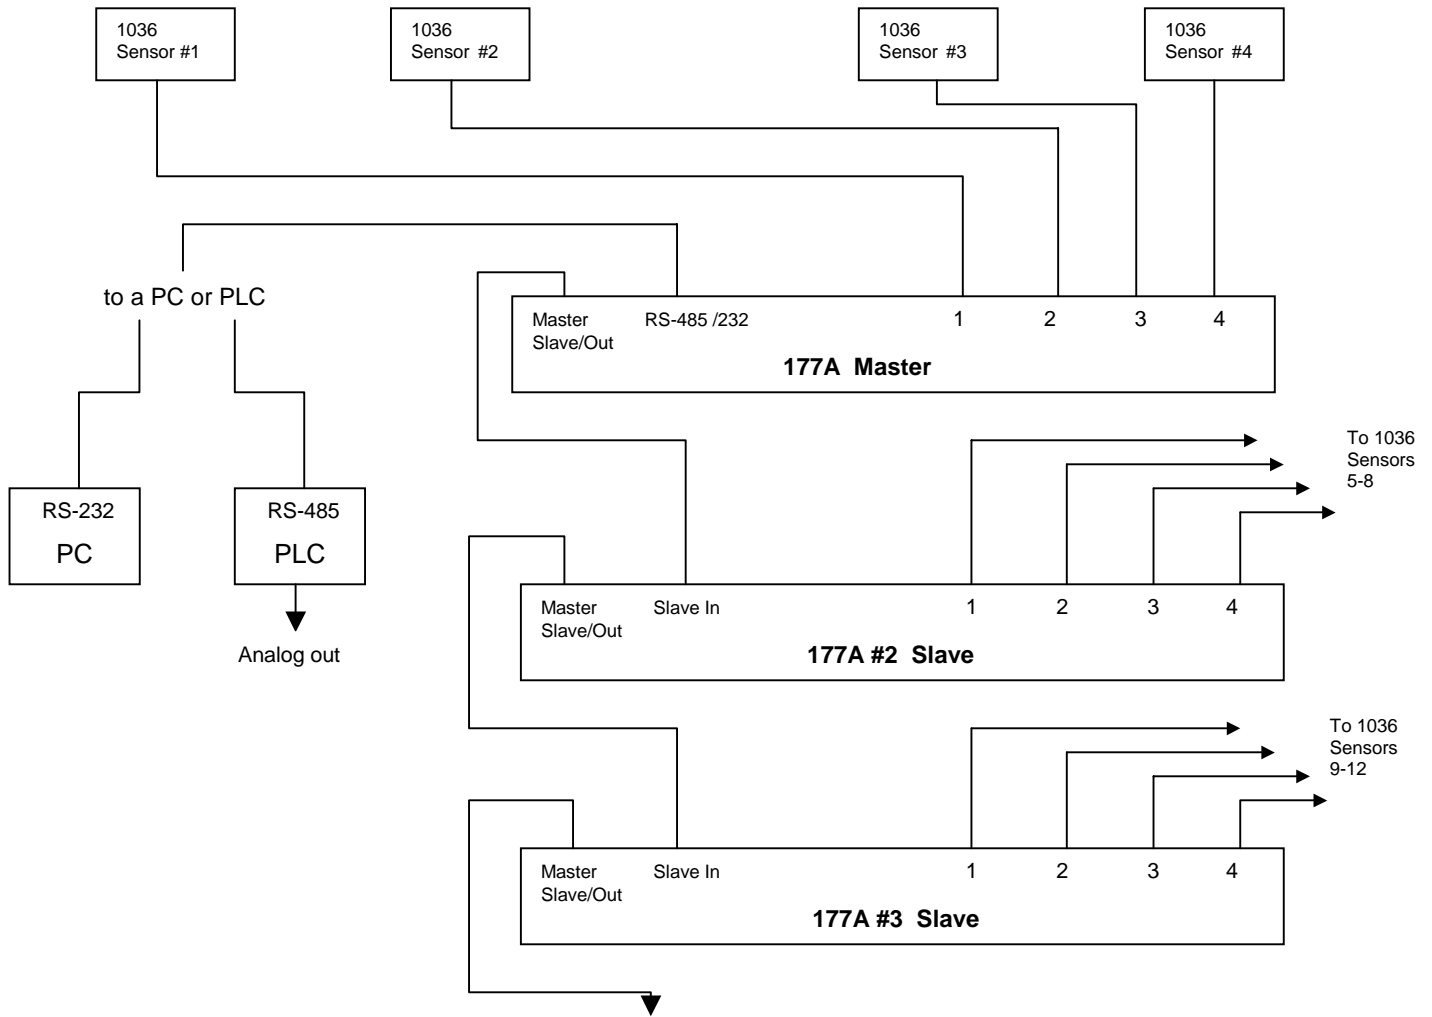 1036
Sensor #1
1036
Sensor #2
1036
Sensor #3
1036
Sensor #4
to a PC or PLC
Master
Slave/Out
RS-485 /232
1
2
3
4
177A Master
To 1036
Sensors
5-8
RS-232
PC
RS-485
PLC
Analog out
Master
Slave/Out
Slave In
1
2
3
4
177A #2 Slave
To 1036
Sensors
9-12
Master
Slave/Out
Slave In
1
2
3
4
177A #3 Slave